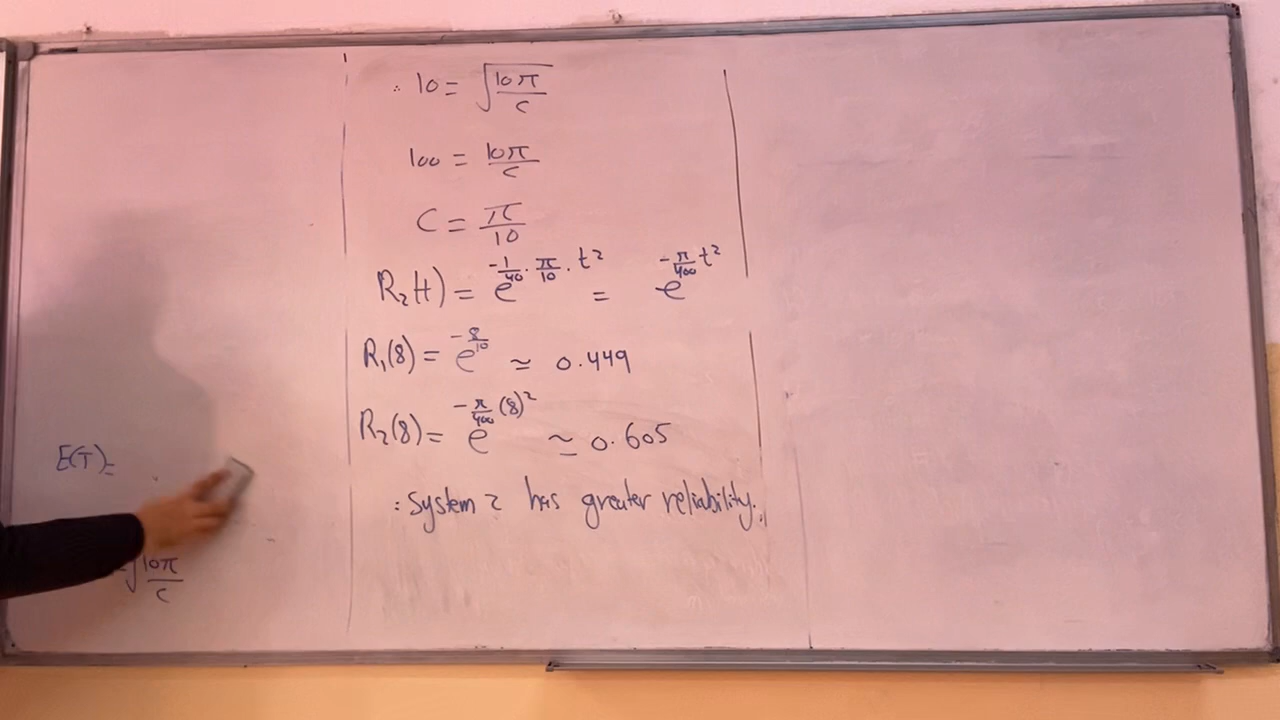 E(T)=
= √(10π/c)
∴ 10 = √(10π/c)
100 = 10π/c
C = π/10
R₂(t) = e^(-1/40 · π/10 · t²) = e^(-π/400 t²)
R₁(8) = e^(-8/10) ≃ 0.449
R₂(8) = e^(-π/400 (8)²) ≃ 0.605
: System 2 has greater reliability.